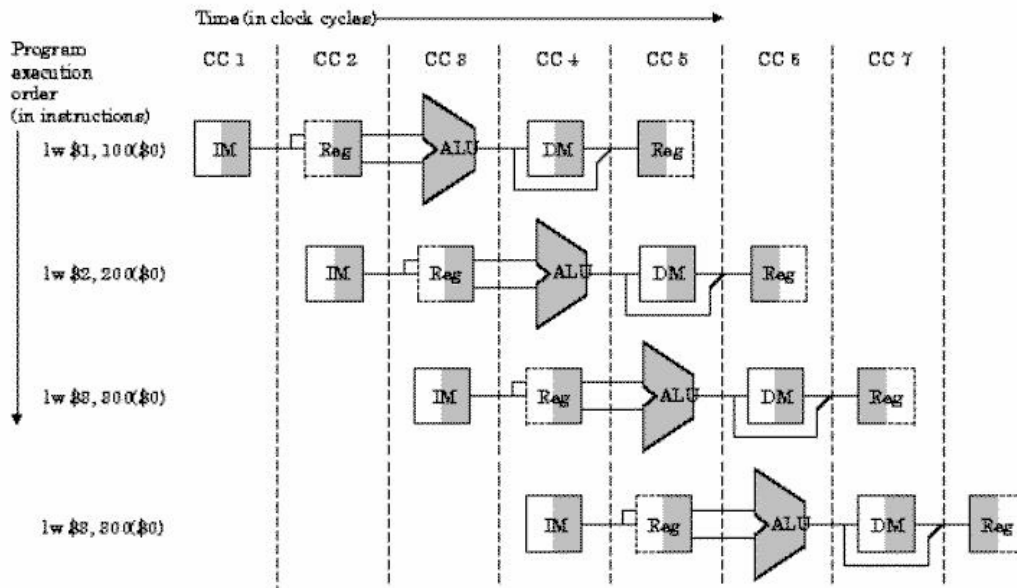 Time (in clock cycles)
Program
execution
order
(in instructions)
CC 1 CC 2 CC 3 CC 4 CC 5 CC 6 CC 7
lw $1, 100($0) IM Reg ALU DM Reg
lw $2, 200($0) IM Reg ALU DM Reg
lw $3, 300($0) IM Reg ALU DM Reg
lw $3, 300($0) IM Reg ALU DM Reg